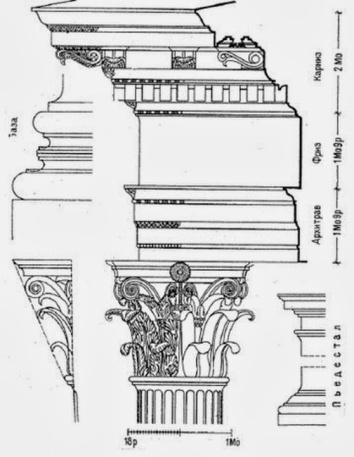 База
Карниз
2 Мо
Фриз
1Мо9р
Архитрав
1Мо9р
Пьедестал
18р
1Мо